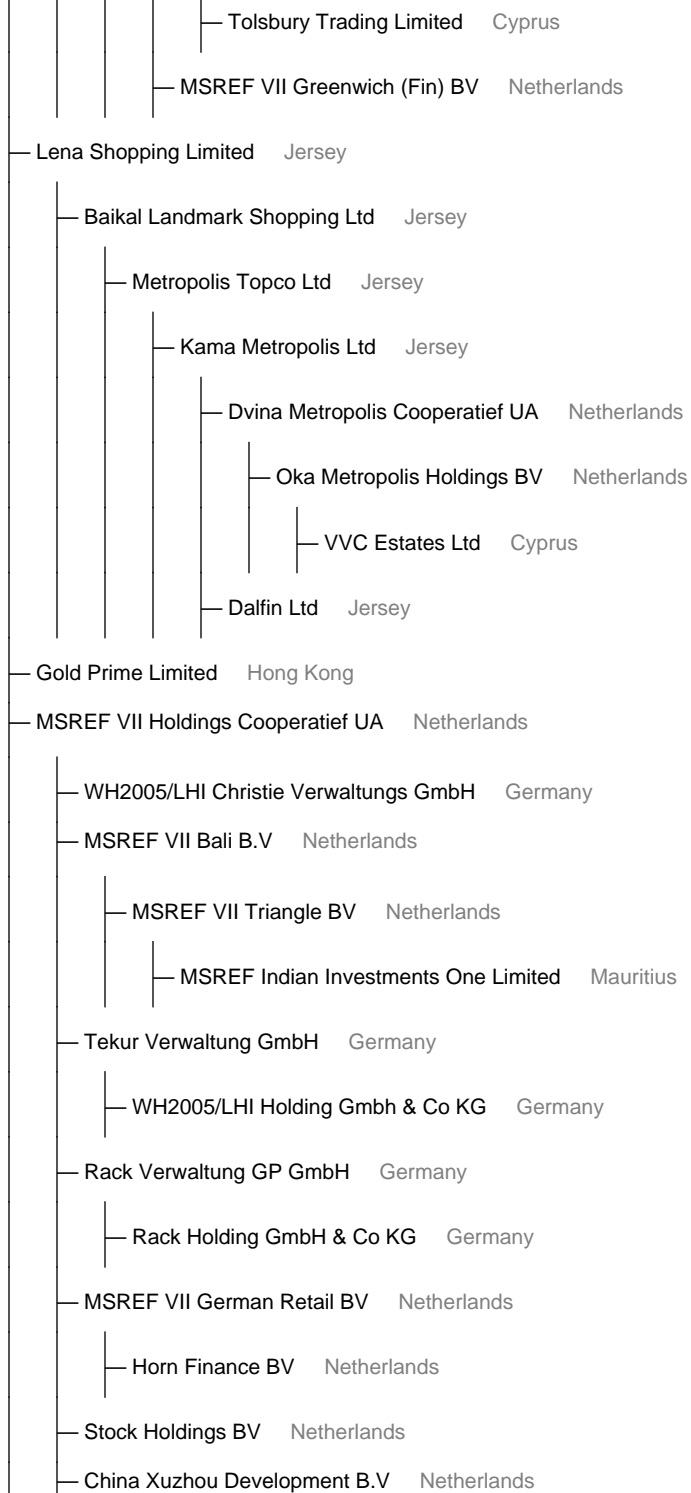 Tolsbury Trading Limited Cyprus
MSREF VII Greenwich (Fin) BV Netherlands
Lena Shopping Limited Jersey
Baikal Landmark Shopping Ltd Jersey
Metropolis Topco Ltd Jersey
Kama Metropolis Ltd Jersey
Dvina Metropolis Cooperatief UA Netherlands
Oka Metropolis Holdings BV Netherlands
VVC Estates Ltd Cyprus
Dalfin Ltd Jersey
Gold Prime Limited Hong Kong
MSREF VII Holdings Cooperatief UA Netherlands
WH2005/LHI Christie Verwaltungs GmbH Germany
MSREF VII Bali B.V Netherlands
MSREF VII Triangle BV Netherlands
MSREF Indian Investments One Limited Mauritius
Tekur Verwaltung GmbH Germany
WH2005/LHI Holding Gmbh & Co KG Germany
Rack Verwaltung GP GmbH Germany
Rack Holding GmbH & Co KG Germany
MSREF VII German Retail BV Netherlands
Horn Finance BV Netherlands
Stock Holdings BV Netherlands
China Xuzhou Development B.V Netherlands